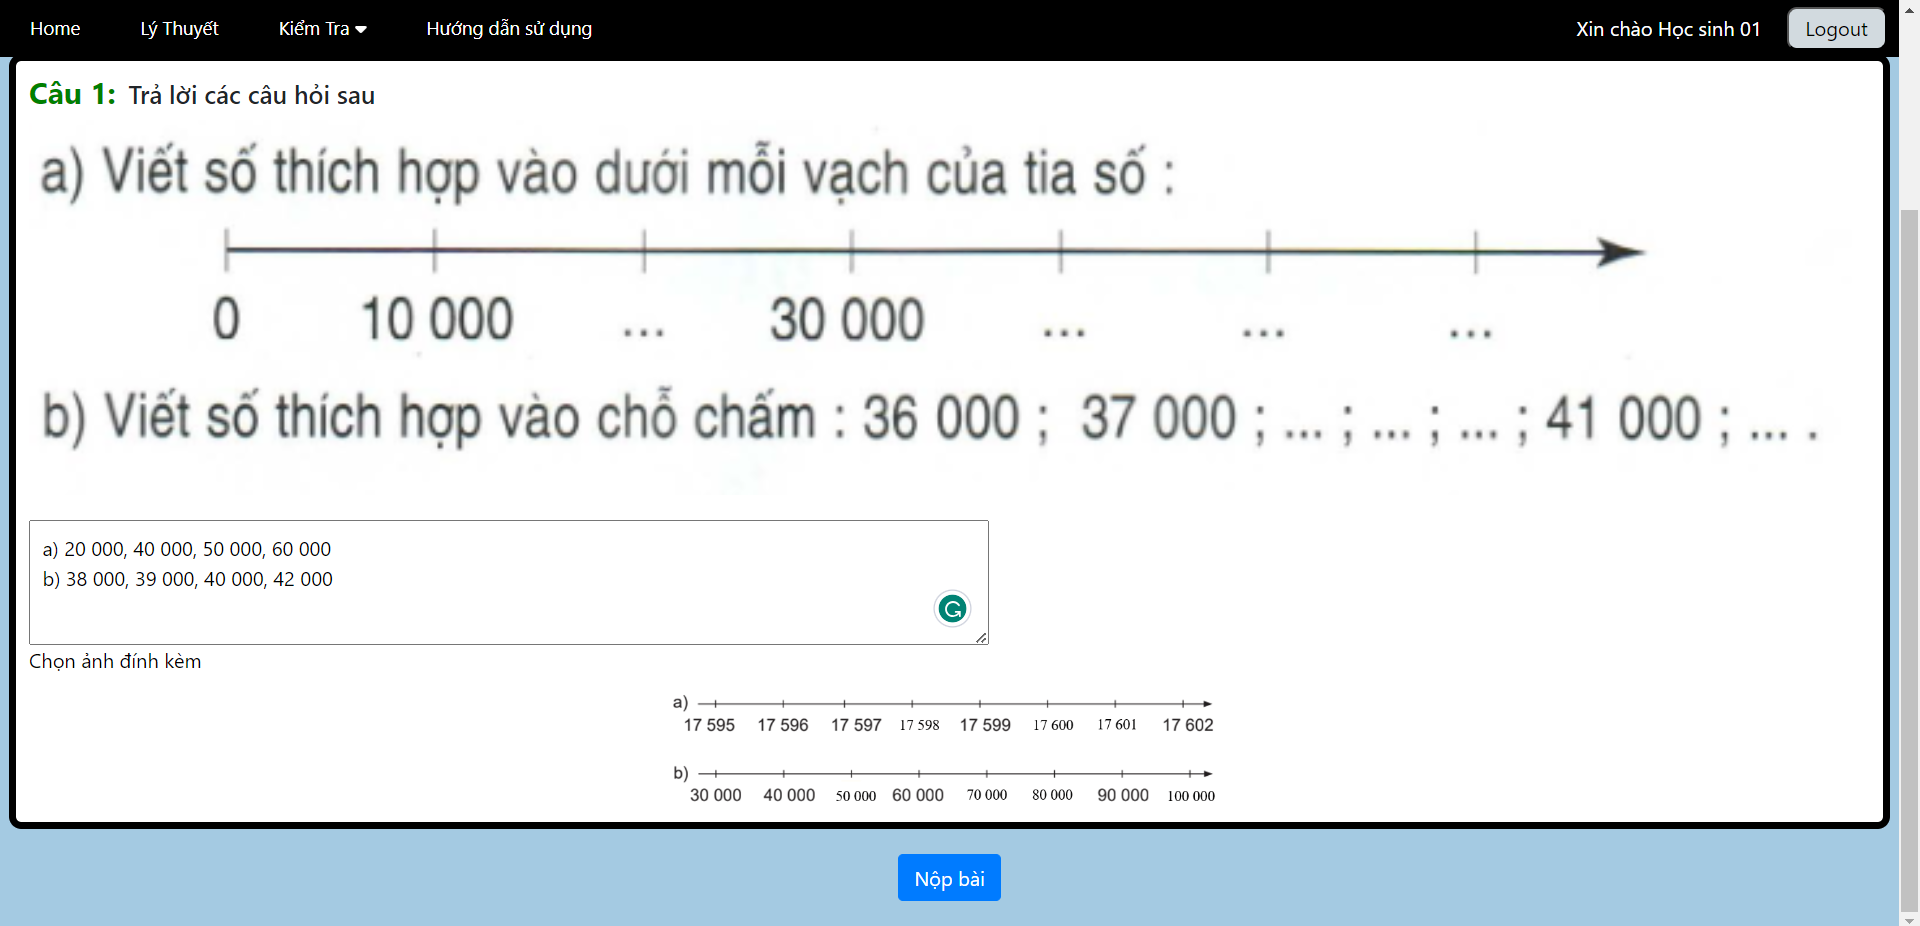 Home Lý Thuyết Kiểm Tra Hướng dẫn sử dụng Xin chào Học sinh 01 Logout
Câu 1: Trả lời các câu hỏi sau
a) Viết số thích hợp vào dưới mỗi vạch của tia số :
0 10 000 ... 30 000 ... ... ...
b) Viết số thích hợp vào chỗ chấm : 36 000 ; 37 000 ; ... ; ... ; ... ; 41 000 ; ... .
a) 20 000, 40 000, 50 000, 60 000
b) 38 000, 39 000, 40 000, 42 000
Chọn ảnh đính kèm
a)
17 595 17 596 17 597 17 598 17 599 17 600 17 601 17 602
b)
30 000 40 000 50 000 60 000 70 000 80 000 90 000 100 000
Nộp bài